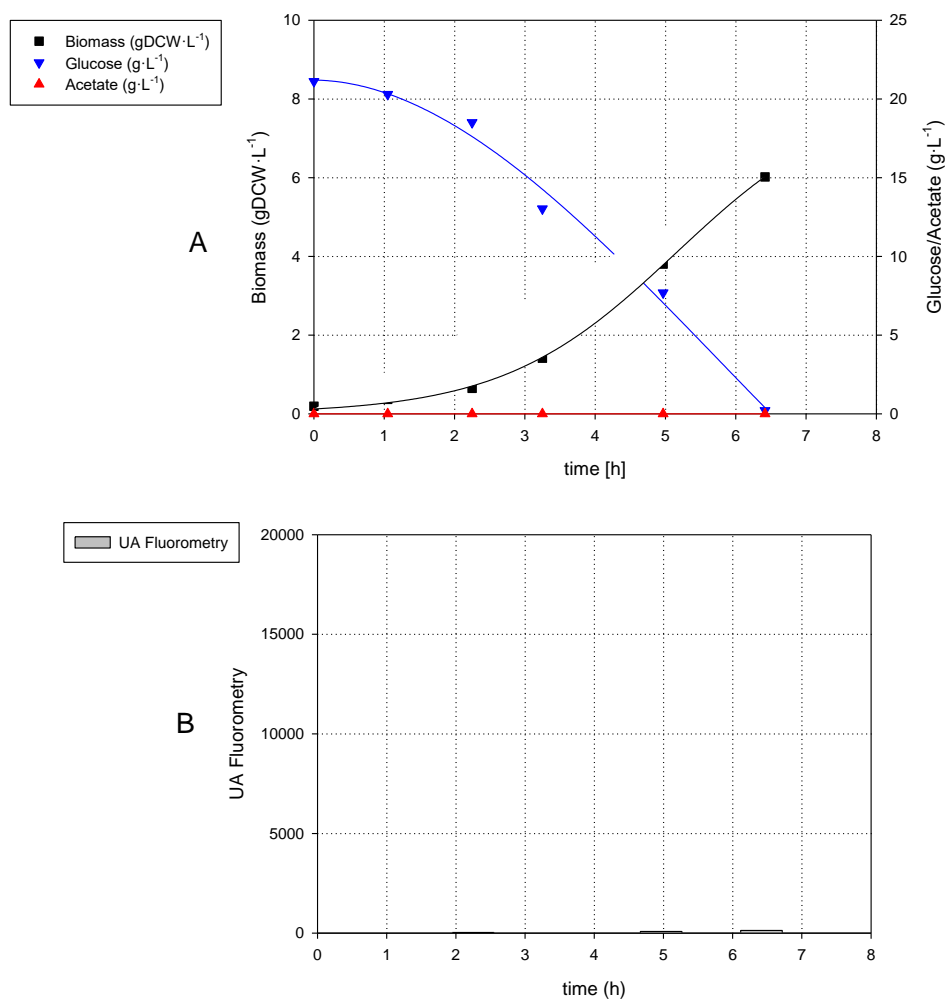 Biomass (gDCW·L⁻¹)
Glucose (g·L⁻¹)
Acetate (g·L⁻¹)
A
Biomass (gDCW·L⁻¹)
10
8
6
4
2
0
25
20
15
10
5
0
Glucose/Acetate (g·L⁻¹)
0 1 2 3 4 5 6 7 8
time [h]
UA Fluorometry
B
UA Fluorometry
20000
15000
10000
5000
0
0 1 2 3 4 5 6 7 8
time (h)